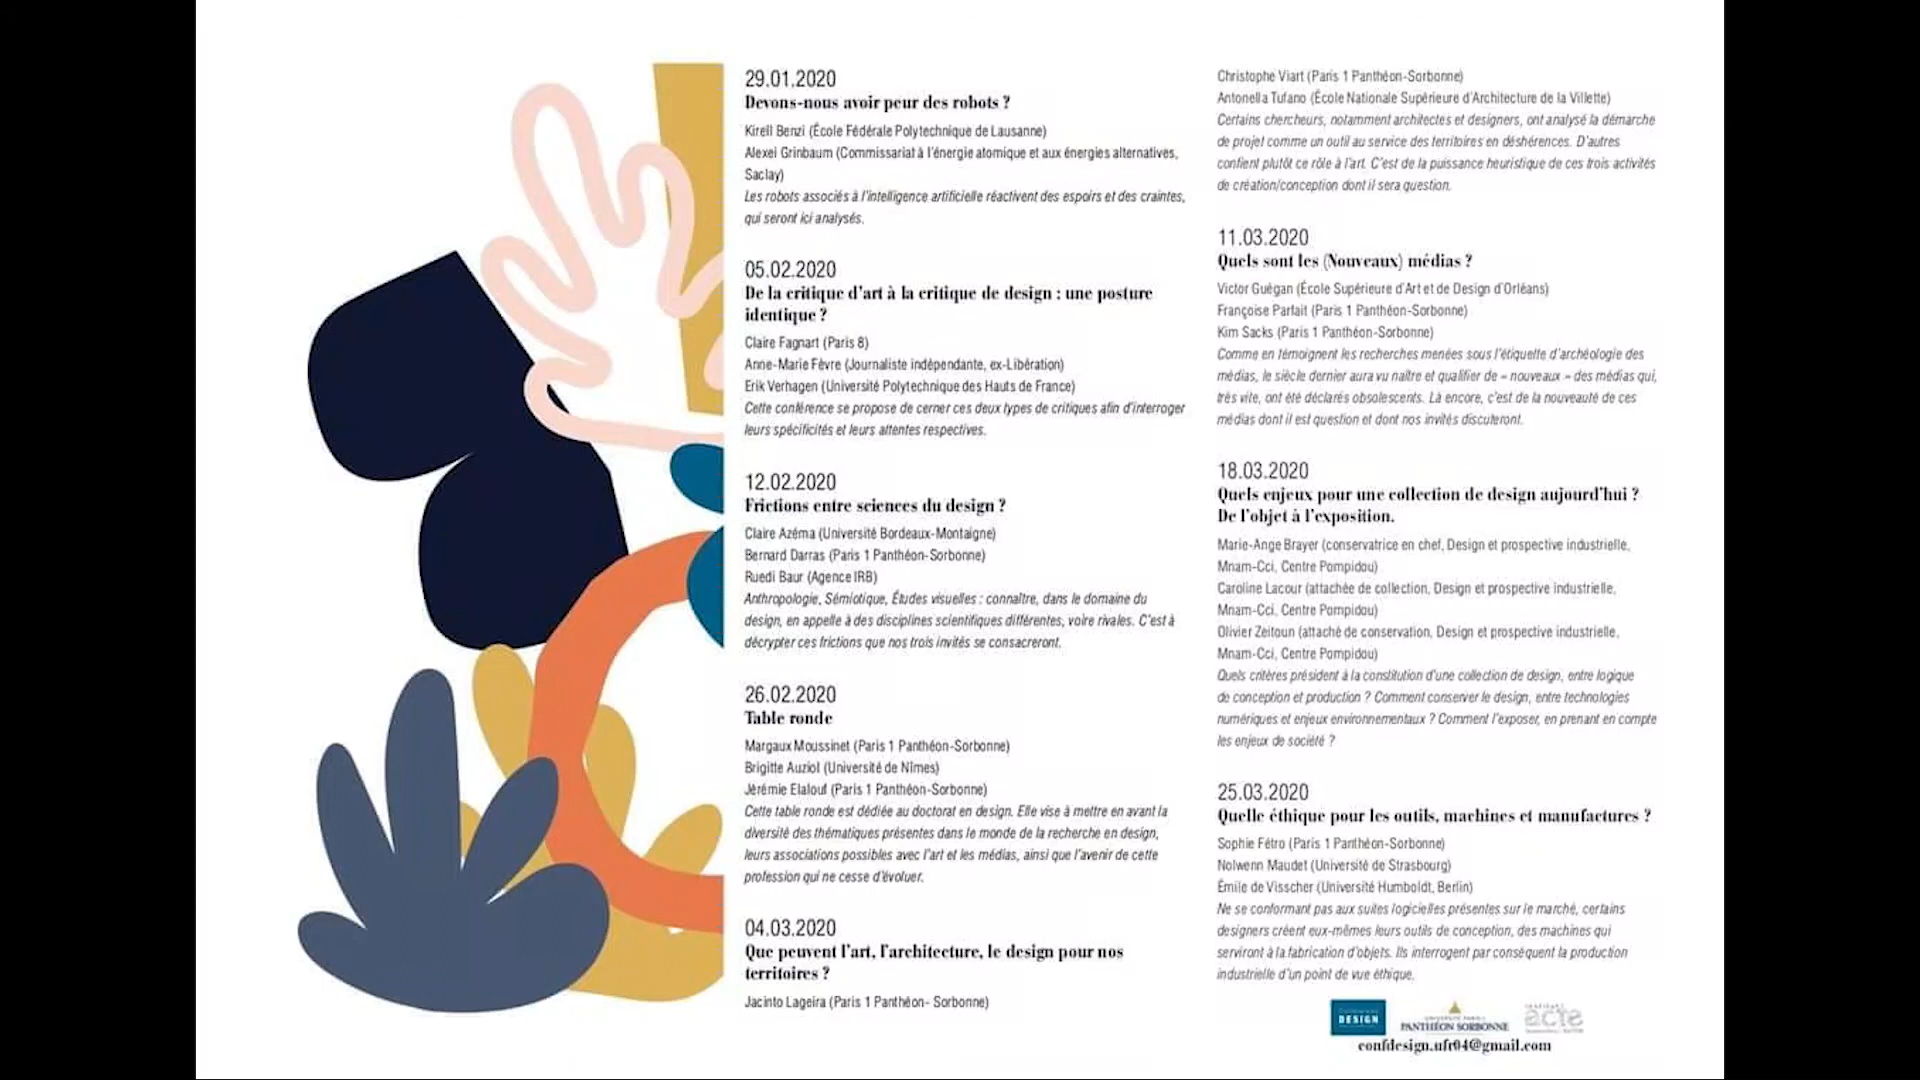 29.01.2020
Devons-nous avoir peur des robots ?
Kirell Benzi (École Fédérale Polytechnique de Lausanne)
Alexei Grinbaum (Commissariat à l'énergie atomique et aux énergies alternatives,
Saclay)
Les robots associés à l'intelligence artificielle réactivent des espoirs et des craintes,
qui seront ici analysés.
05.02.2020
De la critique d'art à la critique de design : une posture
identique ?
Claire Fagnart (Paris 8)
Anne-Marie Fèvre (Journaliste indépendante, ex-Libération)
Erik Verhagen (Université Polytechnique des Hauts de France)
Cette conférence se propose de cerner ces deux types de critiques afin d'interroger
leurs spécificités et leurs attentes respectives.
12.02.2020
Frictions entre sciences du design ?
Claire Azéma (Université Bordeaux-Montaigne)
Bernard Darras (Paris 1 Panthéon-Sorbonne)
Ruedi Baur (Agence IRB)
Anthropologie, Sémiotique, Études visuelles : connaître, dans le domaine du
design, en appelle à des disciplines scientifiques différentes, voire rivales. C'est à
décrypter ces frictions que nos trois invités se consacreront.
26.02.2020
Table ronde
Margaux Moussinet (Paris 1 Panthéon-Sorbonne)
Brigitte Auziol (Université de Nîmes)
Jérémie Elalouf (Paris 1 Panthéon-Sorbonne)
Cette table ronde est dédiée au doctorat en design. Elle vise à mettre en avant la
diversité des thématiques présentes dans le monde de la recherche en design,
leurs associations possibles avec l'art et les médias, ainsi que l'avenir de cette
profession qui ne cesse d'évoluer.
04.03.2020
Que peuvent l'art, l'architecture, le design pour nos
territoires ?
Jacinto Lageira (Paris 1 Panthéon- Sorbonne)
Christophe Viart (Paris 1 Panthéon-Sorbonne)
Antonella Tufano (École Nationale Supérieure d'Architecture de la Villette)
Certains chercheurs, notamment architectes et designers, ont analysé la démarche
de projet comme un outil au service des territoires en déshérences. D'autres
confient plutôt ce rôle à l'art. C'est de la puissance heuristique de ces trois activités
de création/conception dont il sera question.
11.03.2020
Quels sont les (Nouveaux) médias ?
Victor Guégan (École Supérieure d'Art et de Design d'Orléans)
Françoise Parfait (Paris 1 Panthéon-Sorbonne)
Kim Sacks (Paris 1 Panthéon-Sorbonne)
Comme en témoignent les recherches menées sous l'étiquette d'archéologie des
médias, le siècle dernier aura vu naître et qualifier de « nouveaux » des médias qui,
très vite, ont été déclarés obsolescents. Là encore, c'est de la nouveauté de ces
médias dont il est question et dont nos invités discuteront.
18.03.2020
Quels enjeux pour une collection de design aujourd'hui ?
De l'objet à l'exposition.
Marie-Ange Brayer (conservatrice en chef, Design et prospective industrielle,
Mnam-Cci, Centre Pompidou)
Caroline Lacour (attachée de collection, Design et prospective industrielle,
Mnam-Cci, Centre Pompidou)
Olivier Zeitoun (attaché de conservation, Design et prospective industrielle,
Mnam-Cci, Centre Pompidou)
Quels critères président à la constitution d'une collection de design, entre logique
de conception et production ? Comment conserver le design, entre technologies
numériques et enjeux environnementaux ? Comment l'exposer, en prenant en compte
les enjeux de société ?
25.03.2020
Quelle éthique pour les outils, machines et manufactures ?
Sophie Fétro (Paris 1 Panthéon-Sorbonne)
Nolwenn Maudet (Université de Strasbourg)
Émile de Visscher (Université Humboldt, Berlin)
Ne se conformant pas aux suites logicielles présentes sur le marché, certains
designers créent eux-mêmes leurs outils de conception, des machines qui
serviront à la fabrication d'objets. Ils interrogent par conséquent la production
industrielle d'un point de vue éthique.
DESIGN
UNIVERSITÉ PARIS 1
PANTHÉON SORBONNE
acte
confdesign.ufr04@gmail.com